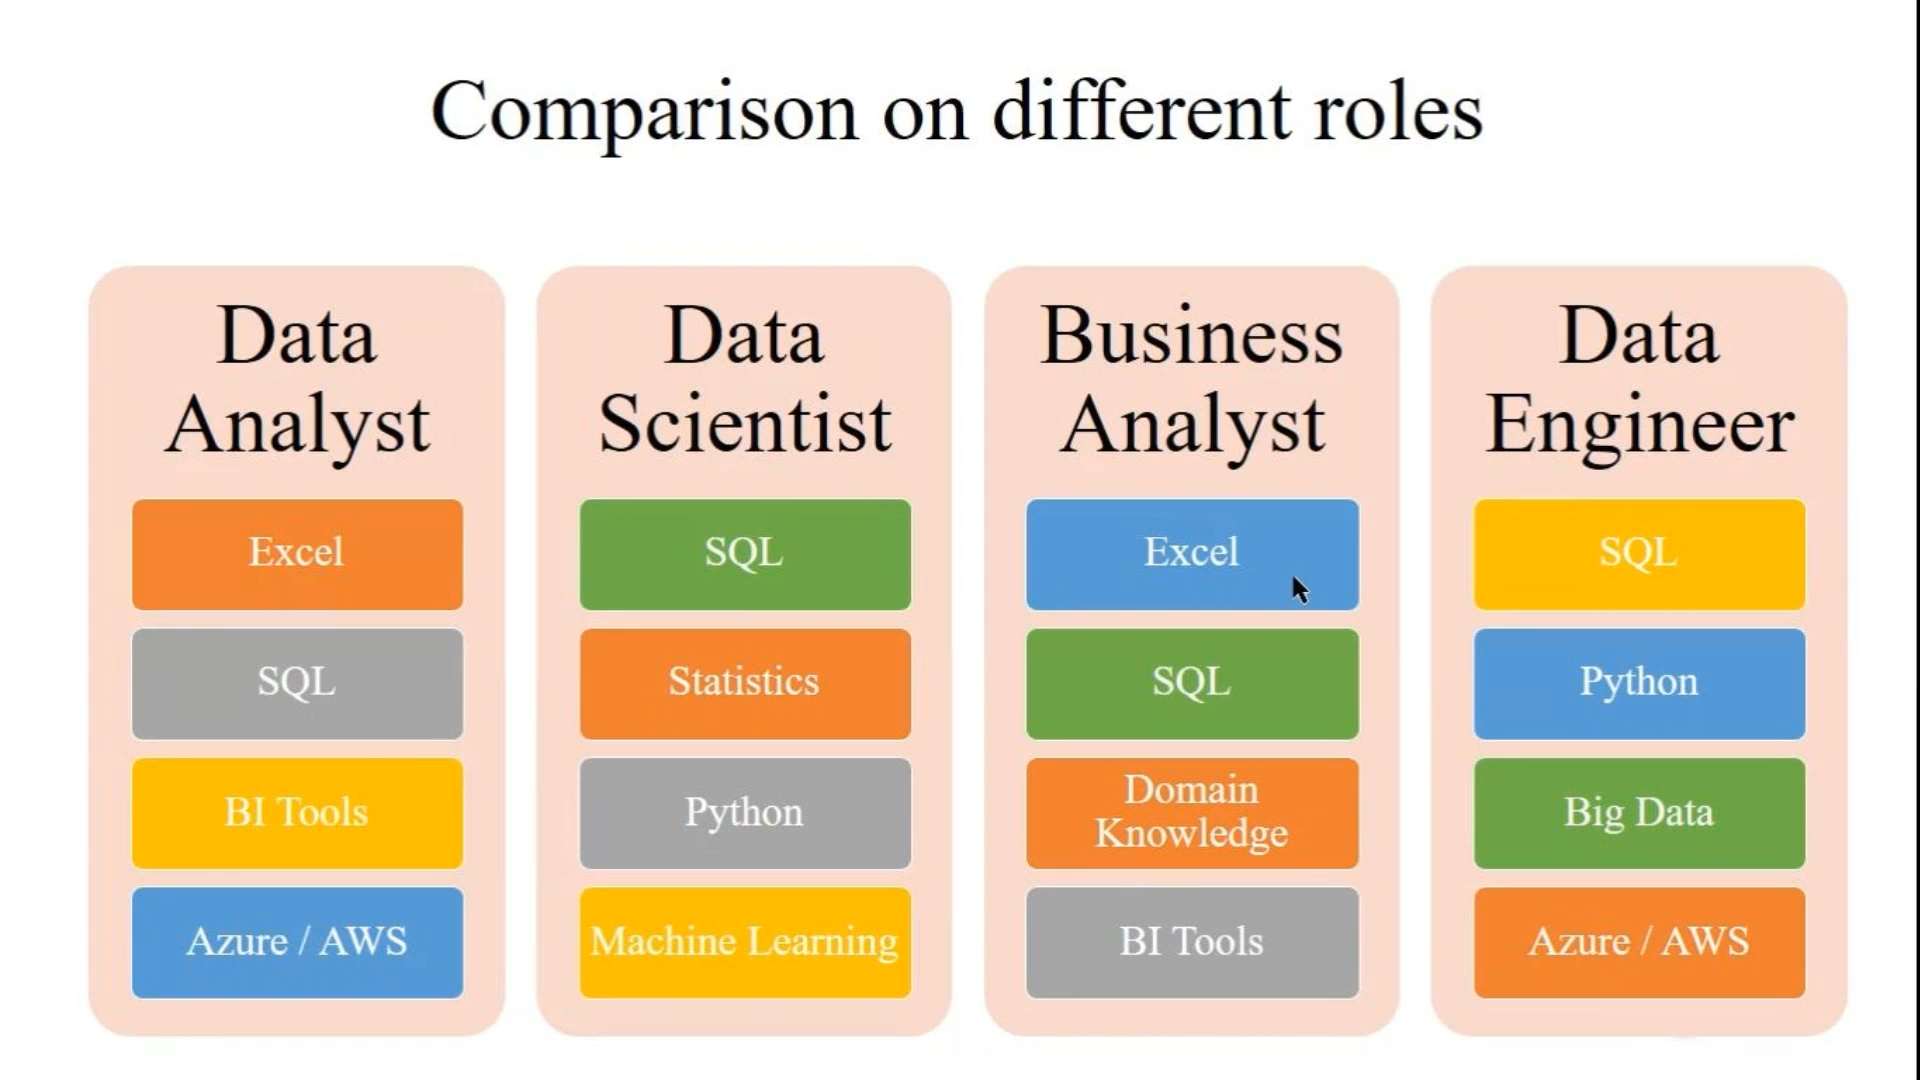 Comparison on different roles
Data
Analyst
Excel
SQL
BI Tools
Azure / AWS
Data
Scientist
SQL
Statistics
Python
Machine Learning
Business
Analyst
Excel
SQL
Domain
Knowledge
BI Tools
Data
Engineer
SQL
Python
Big Data
Azure / AWS